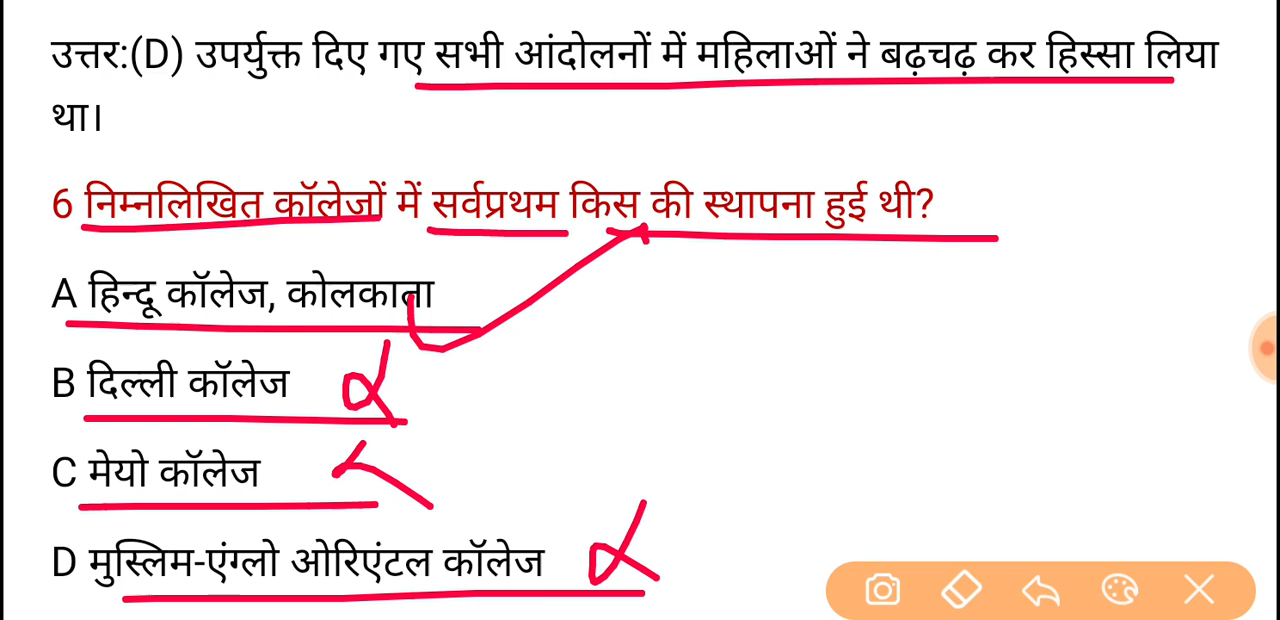 उत्तर:(D) उपर्युक्त दिए गए सभी आंदोलनों में महिलाओं ने बढ़चढ़ कर हिस्सा लिया
था।
6 निम्नलिखित कॉलेजों में सर्वप्रथम किस की स्थापना हुई थी?
A हिन्दू कॉलेज, कोलकाता
B दिल्ली कॉलेज
C मेयो कॉलेज
D मुस्लिम-एंग्लो ओरिएंटल कॉलेज